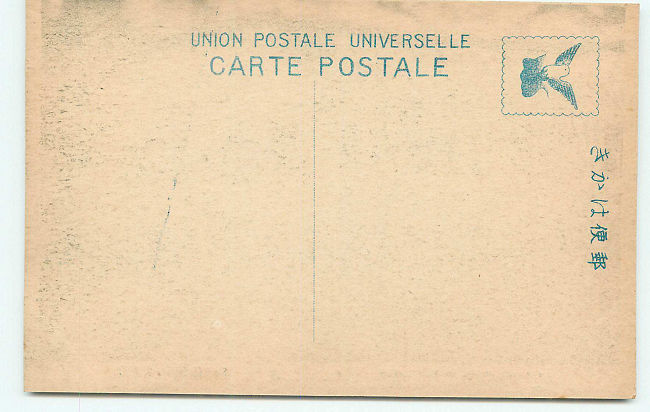 UNION POSTALE UNIVERSELLE
CARTE POSTALE
郵便はかき